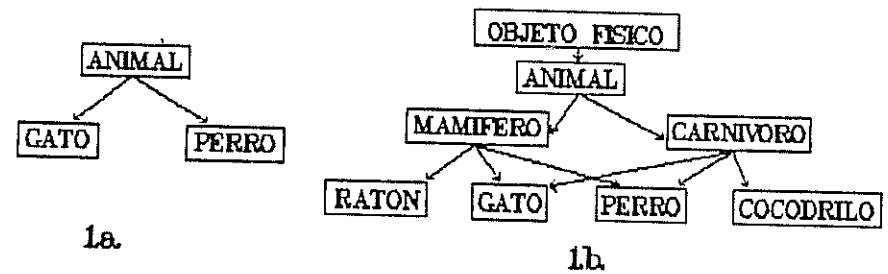 ANIMAL
GATO PERRO
1a.
OBJETO FISICO
ANIMAL
MAMIFERO CARNIVORO
RATON GATO PERRO COCODRILO
1b.